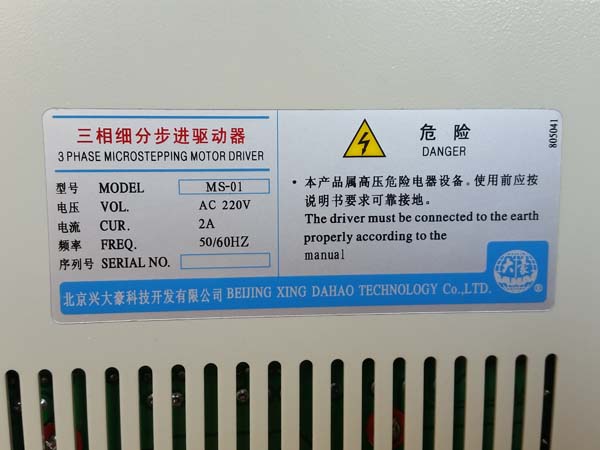 三相细分步进驱动器
3 PHASE MICROSTEPPING MOTOR DRIVER
型号 MODEL MS-01
电压 VOL. AC 220V
电流 CUR. 2A
频率 FREQ. 50/60HZ
序列号 SERIAL NO.
危险
DANGER
805041
・本产品属高压危险电器设备。使用前应按
说明书要求可靠接地。
The driver must be connected to the earth
properly according to the
manual
北京兴大豪科技开发有限公司 BEIJING XING DAHAO TECHNOLOGY Co.,LTD.
®